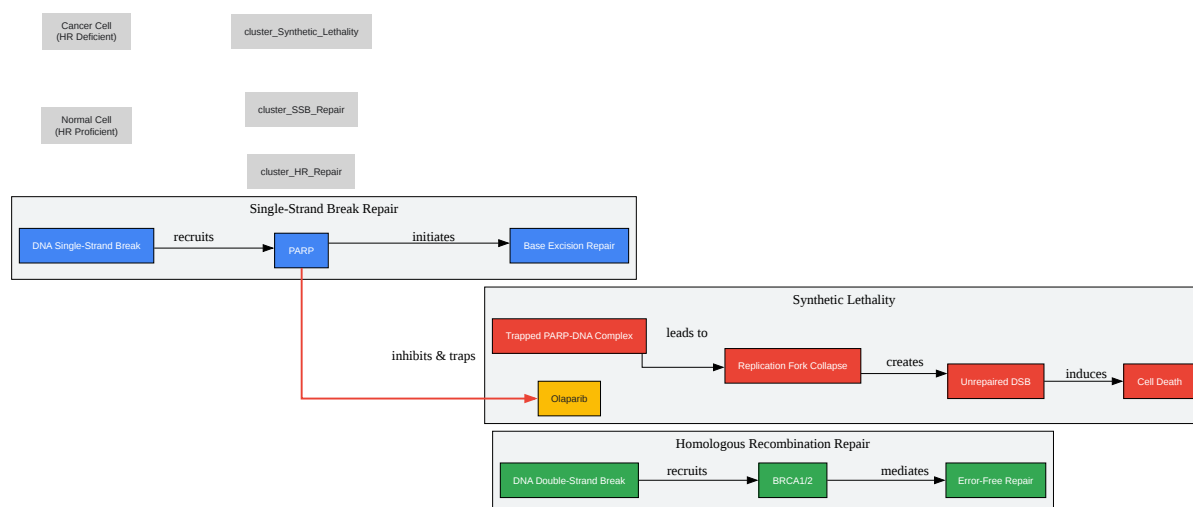 Cancer Cell
(HR Deficient)
cluster_Synthetic_Lethality
Normal Cell
(HR Proficient)
cluster_SSB_Repair
cluster_HR_Repair
Single-Strand Break Repair
DNA Single-Strand Break
recruits
PARP
initiates
Base Excision Repair
inhibits & traps
Synthetic Lethality
Trapped PARP-DNA Complex
leads to
Replication Fork Collapse
creates
Unrepaired DSB
induces
Cell Death
Olaparib
Homologous Recombination Repair
DNA Double-Strand Break
recruits
BRCA1/2
mediates
Error-Free Repair